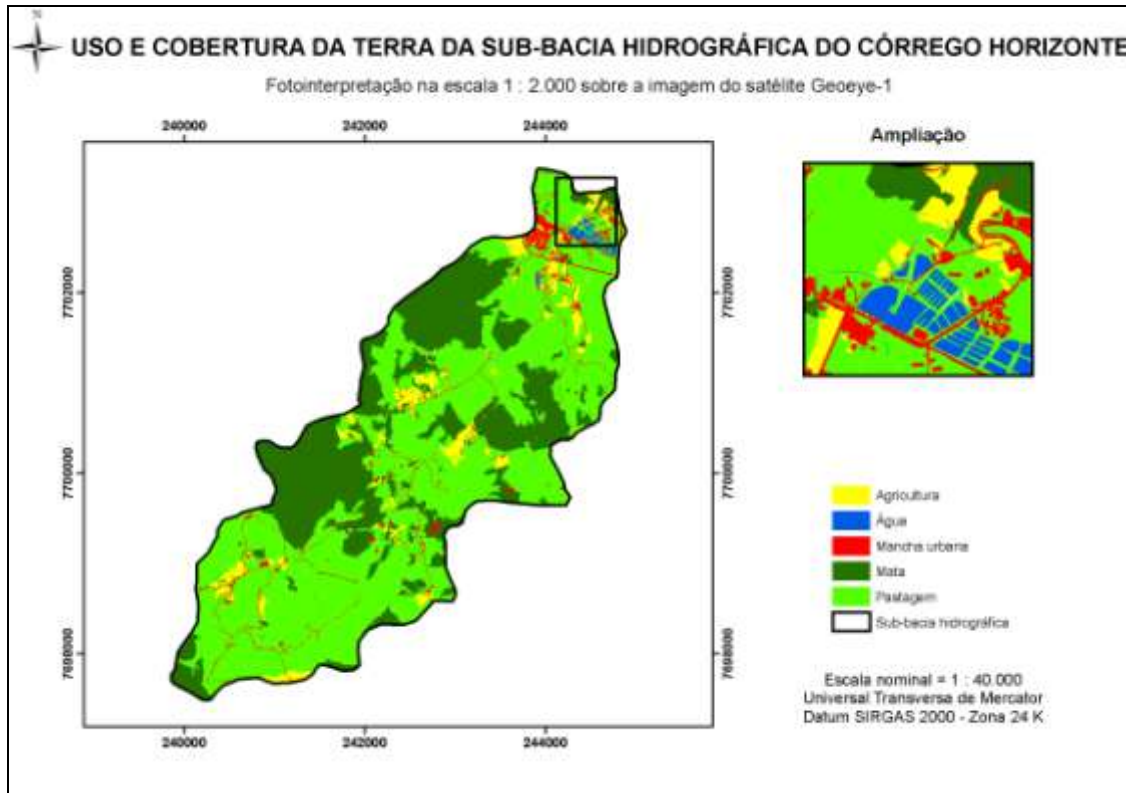 N
USO E COBERTURA DA TERRA DA SUB-BACIA HIDROGRÁFICA DO CÓRREGO HORIZONTE
Fotointerpretação na escala 1 : 2.000 sobre a imagem do satélite Geoeye-1
240000 242000 244000
Ampliação
7702000 7702000
7700000 7700000
Agricultura
Água
Mancha urbana
Mata
Pastagem
Sub-bacia hidrográfica
7698000 7698000
Escala nominal = 1 : 40.000
Universal Transversa de Mercator
Datum SIRGAS 2000 - Zona 24 K
240000 242000 244000